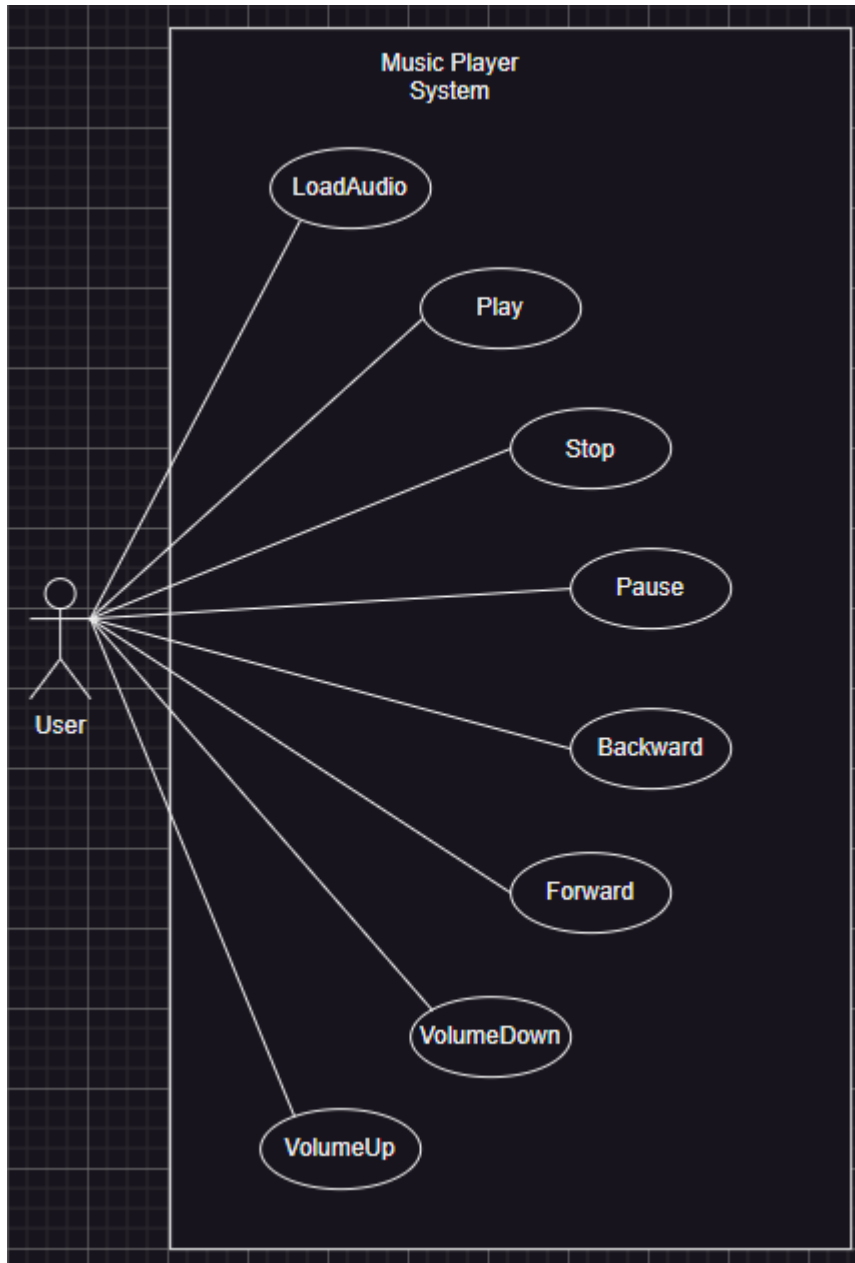 Music Player
System
LoadAudio
Play
Stop
Pause
User
Backward
Forward
VolumeDown
VolumeUp